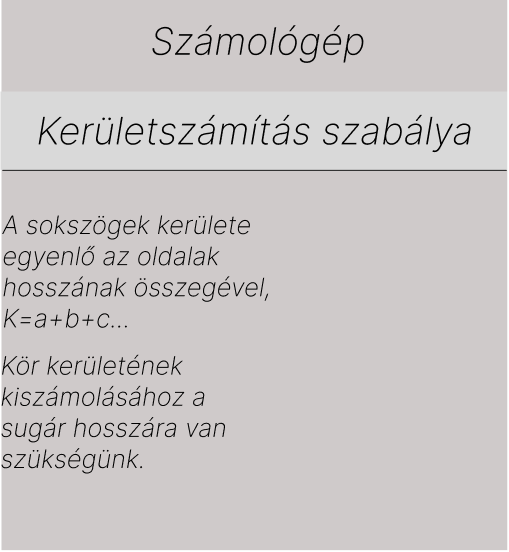 Számológép
Kerületszámítás szabálya
A sokszögek kerülete
egyenlő az oldalak
hosszának összegével,
K=a+b+c...
Kör kerületének
kiszámolásához a
sugár hosszára van
szükségünk.